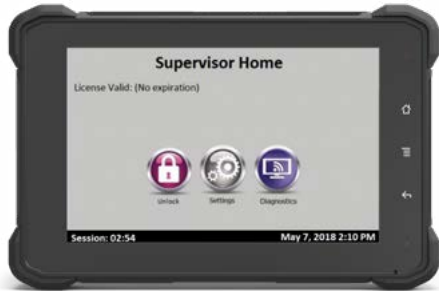 Supervisor Home
License Valid: (No expiration)
Unlock Settings Diagnostics
Session: 02:54 May 7, 2018 2:10 PM